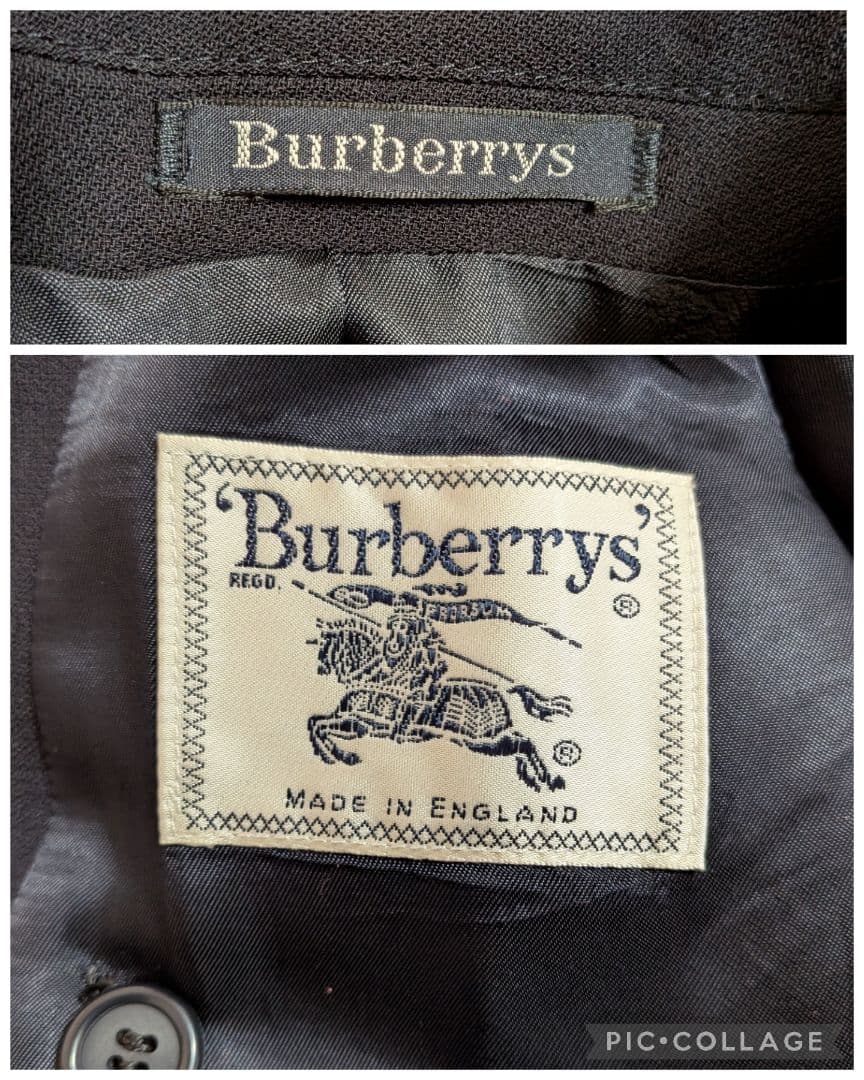 Burberrys
'Burberrys'
REGD.
®
®
MADE IN ENGLAND
PIC•COLLAGE